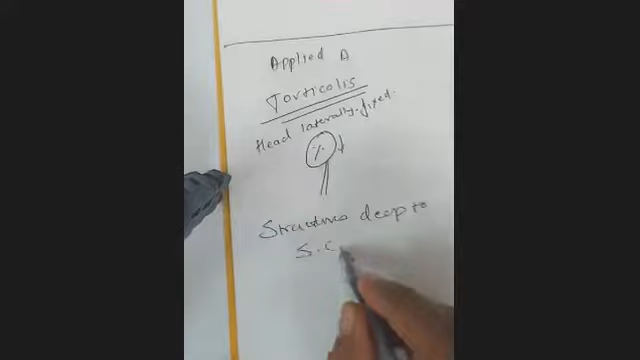 Applied A
Torticolis
Head laterally fixed.
Structures deep to
S.C